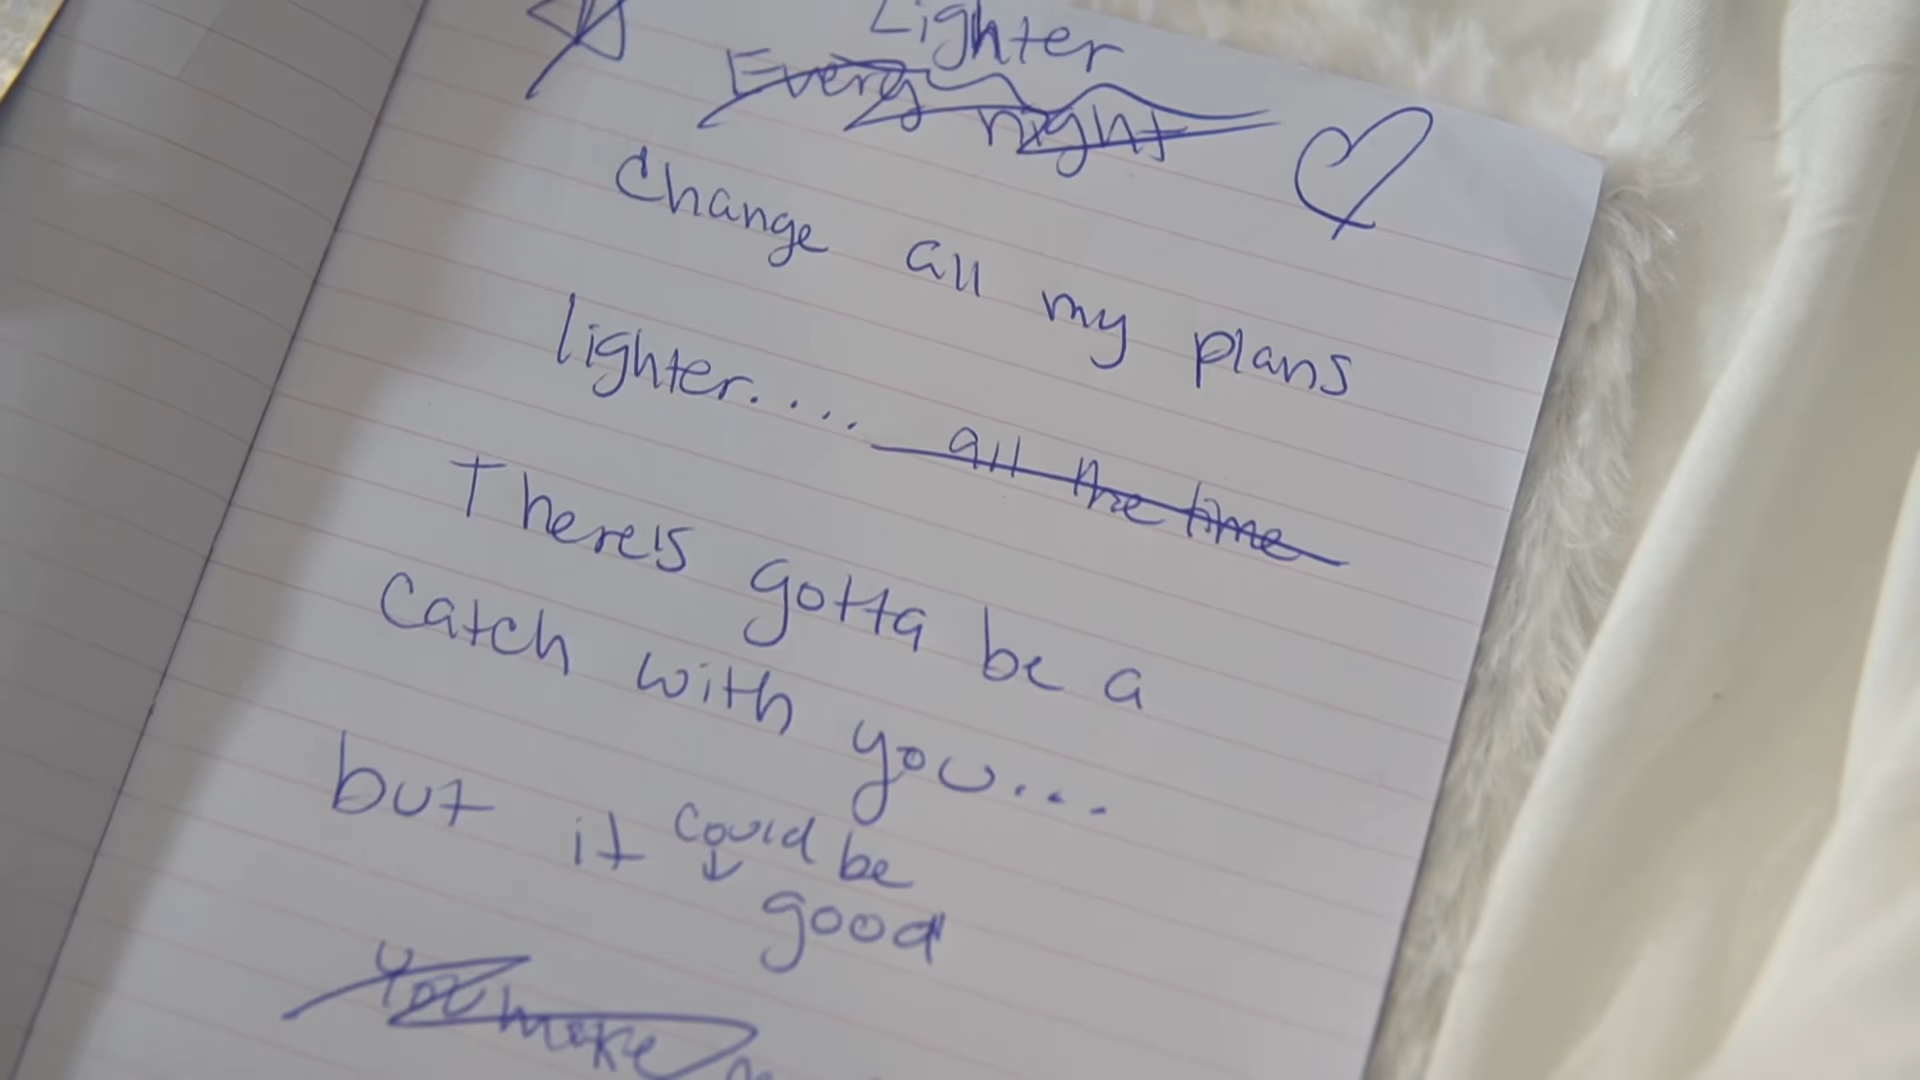 Lighter
Every night
Change all my plans
lighter.... all the time
There's gotta be a
Catch with you...
but it could be
good
You make